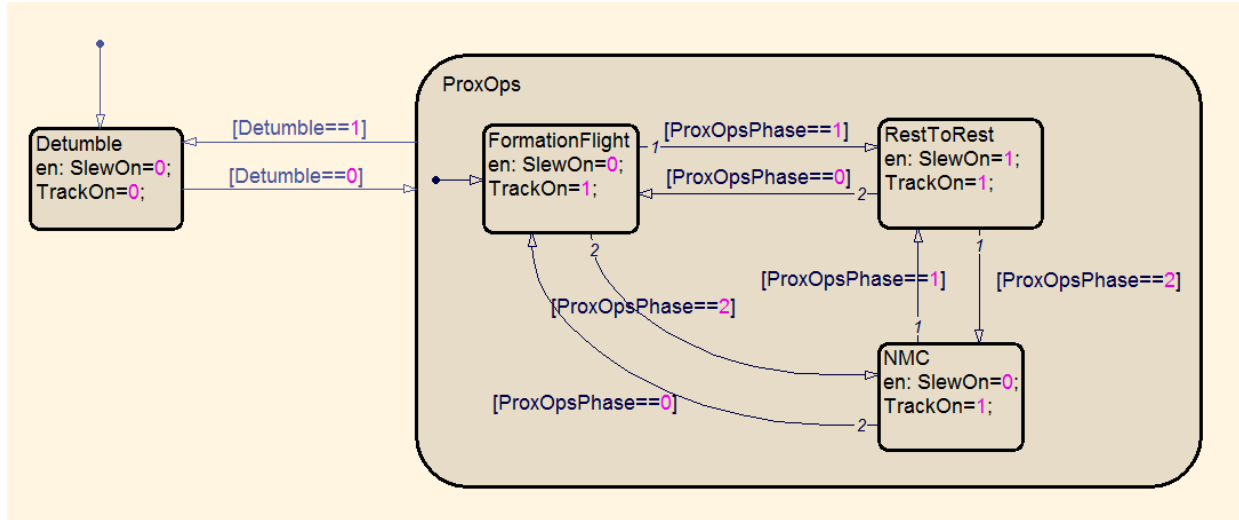 ProxOps
Detumble
en: SlewOn=0;
TrackOn=0;
[Detumble==1]
[Detumble==0]
FormationFlight
en: SlewOn=0;
TrackOn=1;
1
[ProxOpsPhase==1]
[ProxOpsPhase==0]
2
RestToRest
en: SlewOn=1;
TrackOn=1;
2
1
[ProxOpsPhase==2]
[ProxOpsPhase==1]
[ProxOpsPhase==2]
1
NMC
en: SlewOn=0;
TrackOn=1;
[ProxOpsPhase==0]
2